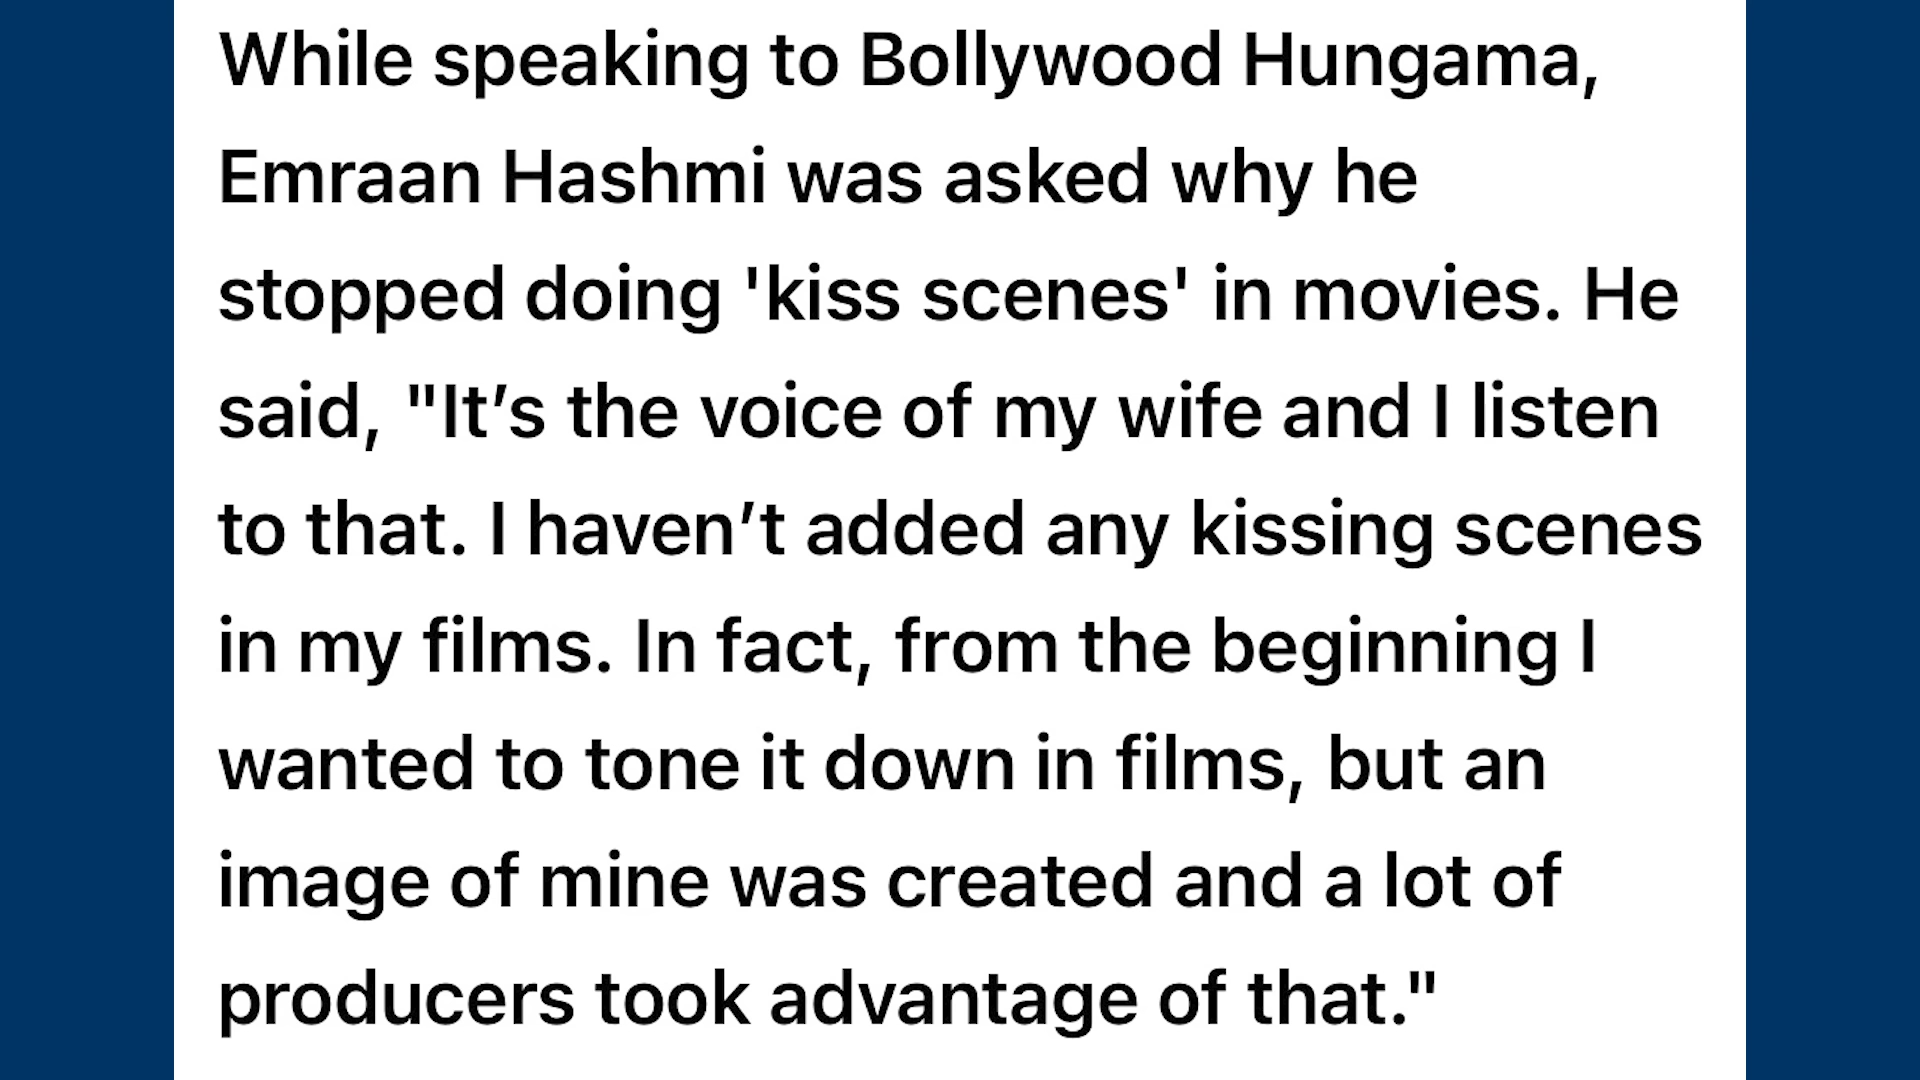 While speaking to Bollywood Hungama,
Emraan Hashmi was asked why he
stopped doing 'kiss scenes' in movies. He
said, "It’s the voice of my wife and I listen
to that. I haven’t added any kissing scenes
in my films. In fact, from the beginning I
wanted to tone it down in films, but an
image of mine was created and a lot of
producers took advantage of that."